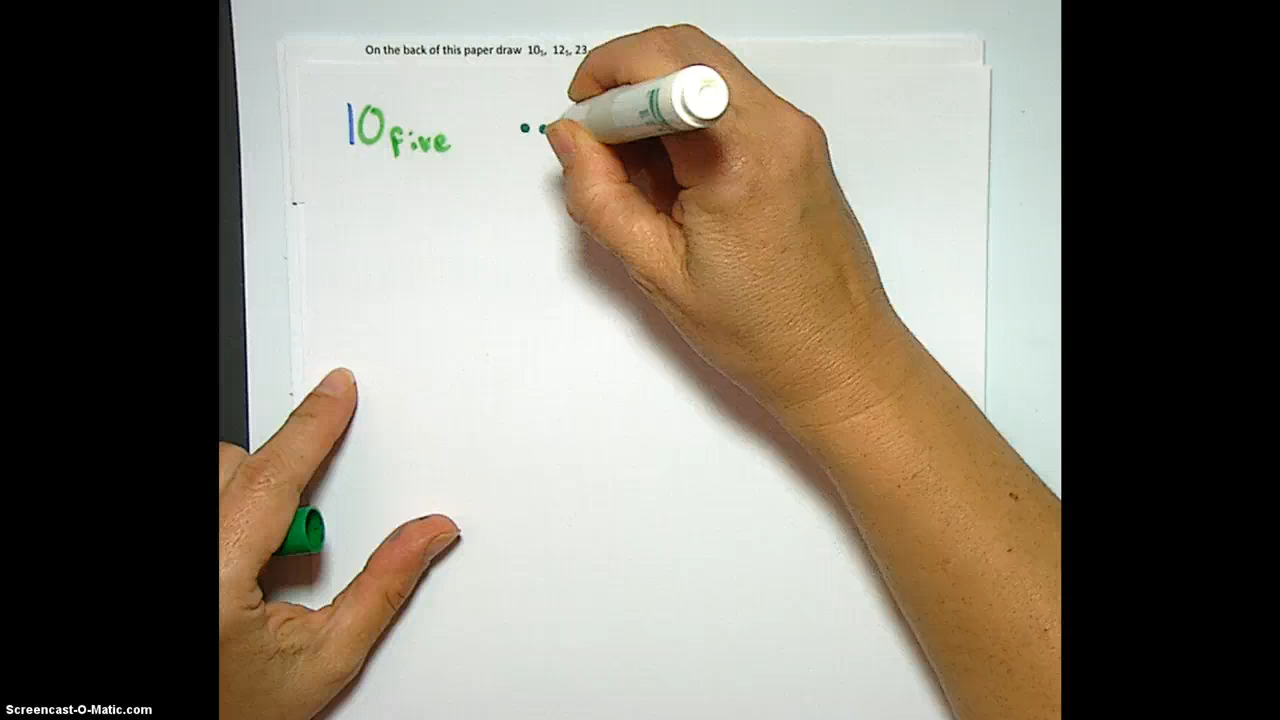 On the back of this paper draw 10₅, 12₅, 23
10five
Screencast-O-Matic.com